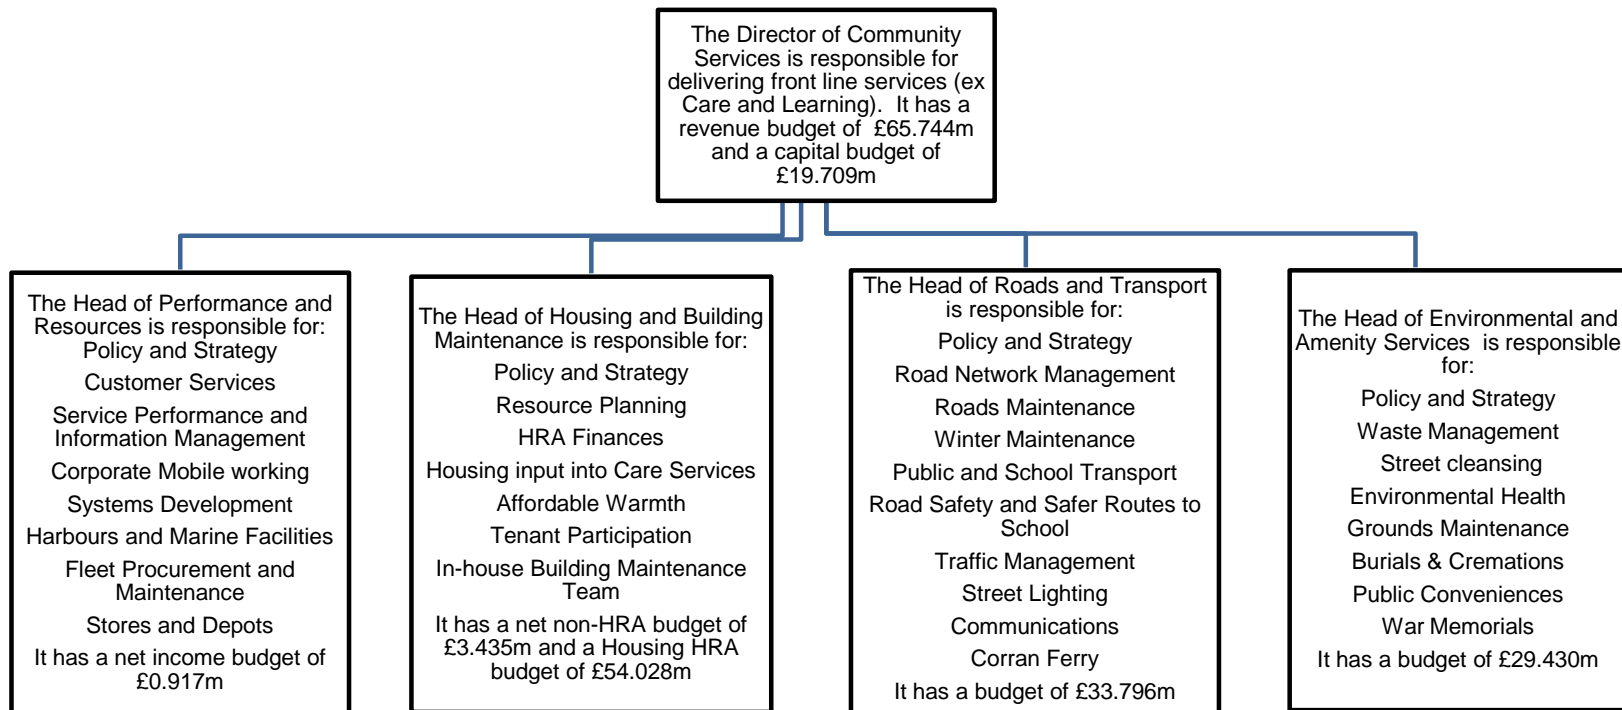 The Director of Community
Services is responsible for
delivering front line services (ex
Care and Learning).  It has a
revenue budget of  £65.744m
and a capital budget of
£19.709m
The Head of Performance and
Resources is responsible for:
Policy and Strategy
Customer Services
Service Performance and
Information Management
Corporate Mobile working
Systems Development
Harbours and Marine Facilities
Fleet Procurement and
Maintenance
Stores and Depots
It has a net income budget of
£0.917m
The Head of Housing and Building
Maintenance is responsible for:
Policy and Strategy
Resource Planning
HRA Finances
Housing input into Care Services
Affordable Warmth
Tenant Participation
In-house Building Maintenance
Team
It has a net non-HRA budget of
£3.435m and a Housing HRA
budget of £54.028m
The Head of Roads and Transport
is responsible for:
Policy and Strategy
Road Network Management
Roads Maintenance
Winter Maintenance
Public and School Transport
Road Safety and Safer Routes to
School
Traffic Management
Street Lighting
Communications
Corran Ferry
It has a budget of £33.796m
The Head of Environmental and
Amenity Services  is responsible
for:
Policy and Strategy
Waste Management
Street cleansing
Environmental Health
Grounds Maintenance
Burials & Cremations
Public Conveniences
War Memorials
It has a budget of £29.430m